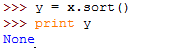 >>> y = x.sort()
>>> print y
None